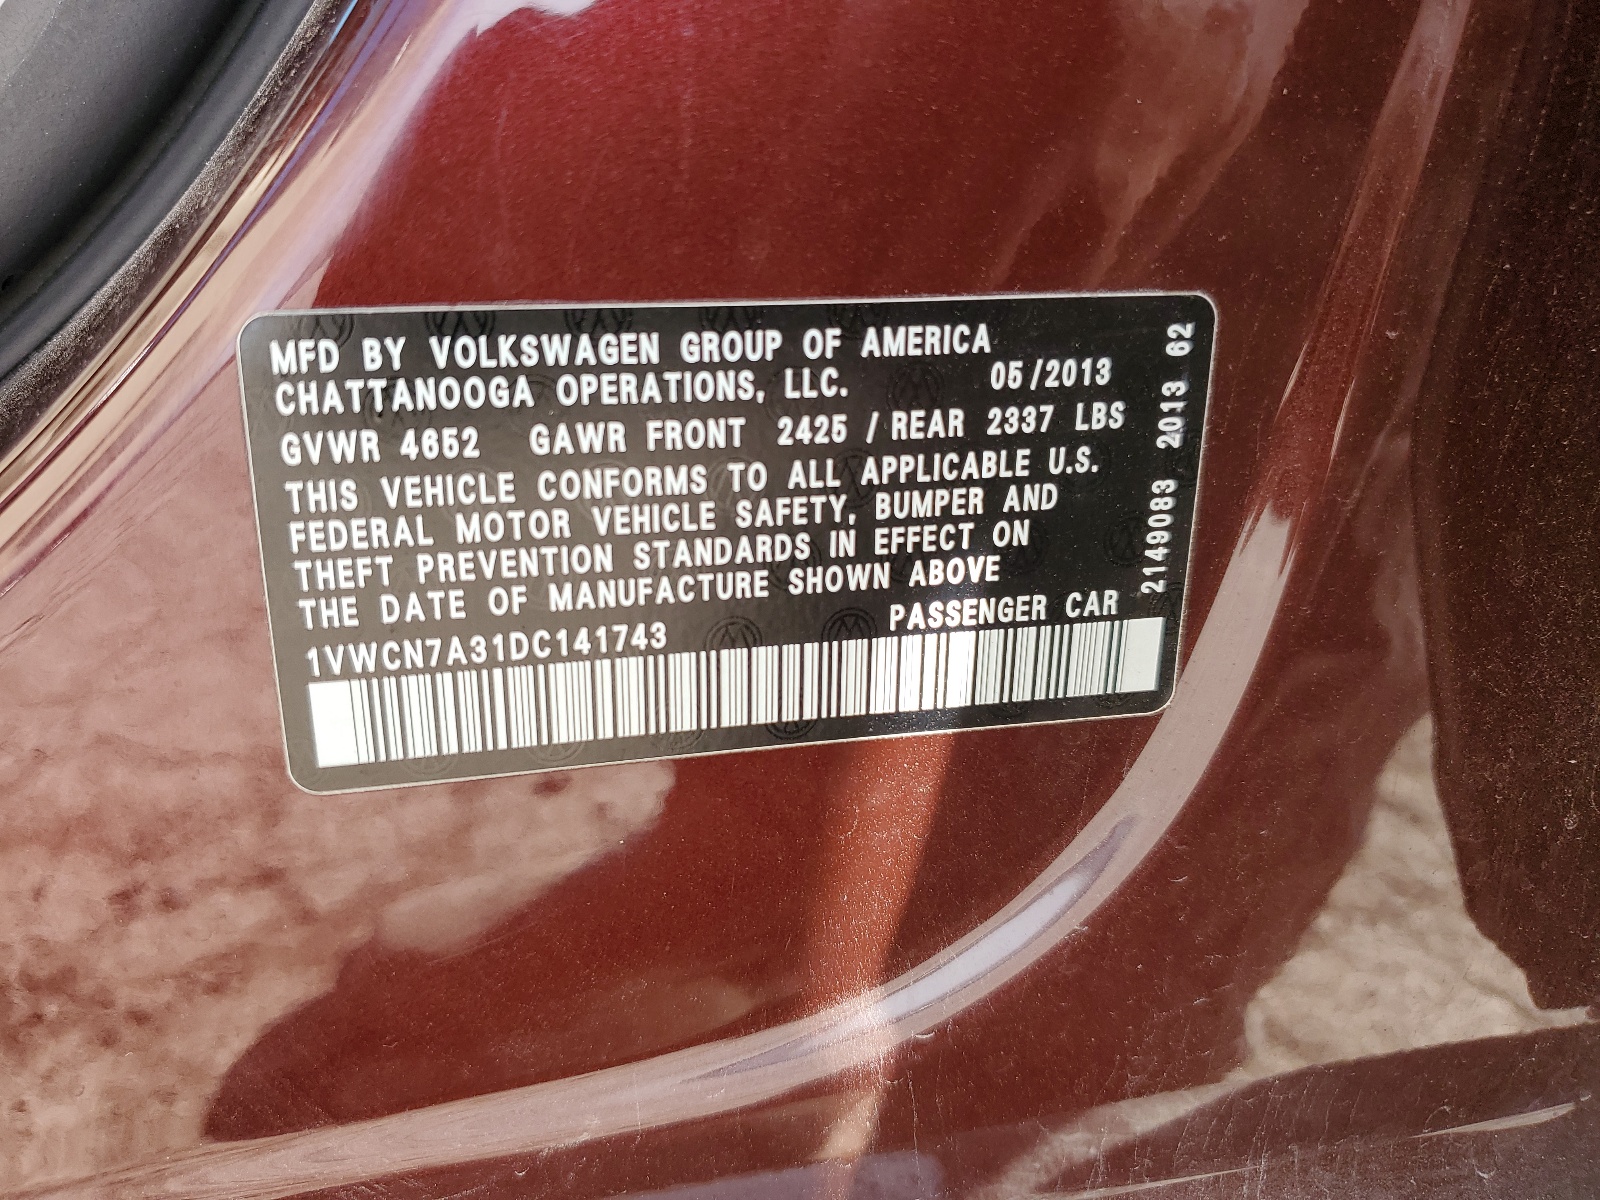 MFD BY VOLKSWAGEN GROUP OF AMERICA
CHATTANOOGA OPERATIONS, LLC. 05/2013
GVWR 4652 GAWR FRONT 2425 / REAR 2337 LBS
THIS VEHICLE CONFORMS TO ALL APPLICABLE U.S.
FEDERAL MOTOR VEHICLE SAFETY, BUMPER AND
THEFT PREVENTION STANDARDS IN EFFECT ON
THE DATE OF MANUFACTURE SHOWN ABOVE
PASSENGER CAR
1VWCN7A31DC141743
2149083 2013 62